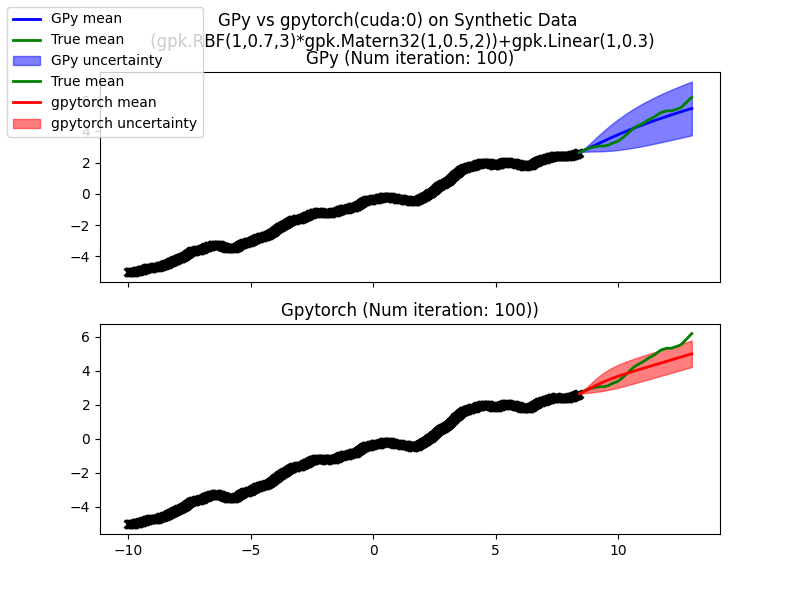 GPy vs gpytorch(cuda:0) on Synthetic Data
(gpk.RBF(1,0.7,3)*gpk.Matern32(1,0.5,2))+gpk.Linear(1,0.3)
GPy (Num iteration: 100)
GPy mean
True mean
GPy uncertainty
True mean
gpytorch mean
gpytorch uncertainty
6
4
2
0
−2
−4
Gpytorch (Num iteration: 100))
6
4
2
0
−2
−4
−10 −5 0 5 10